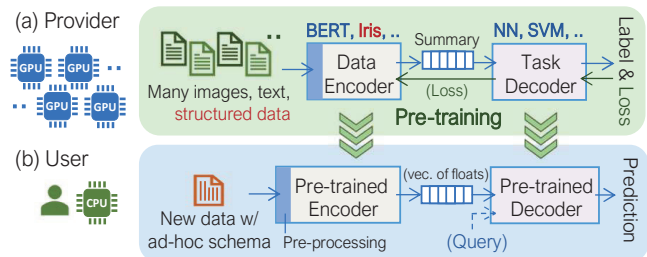 (a) Provider
GPU GPU ..
.. GPU GPU
Many images, text,
structured data
BERT, Iris, ..
Data
Encoder
Summary
(Loss)
NN, SVM, ..
Task
Decoder
Label & Loss
Pre-training
(b) User
CPU
New data w/
ad-hoc schema
Pre-trained
Encoder
Pre-processing
(vec. of floats)
Pre-trained
Decoder
(Query)
Prediction